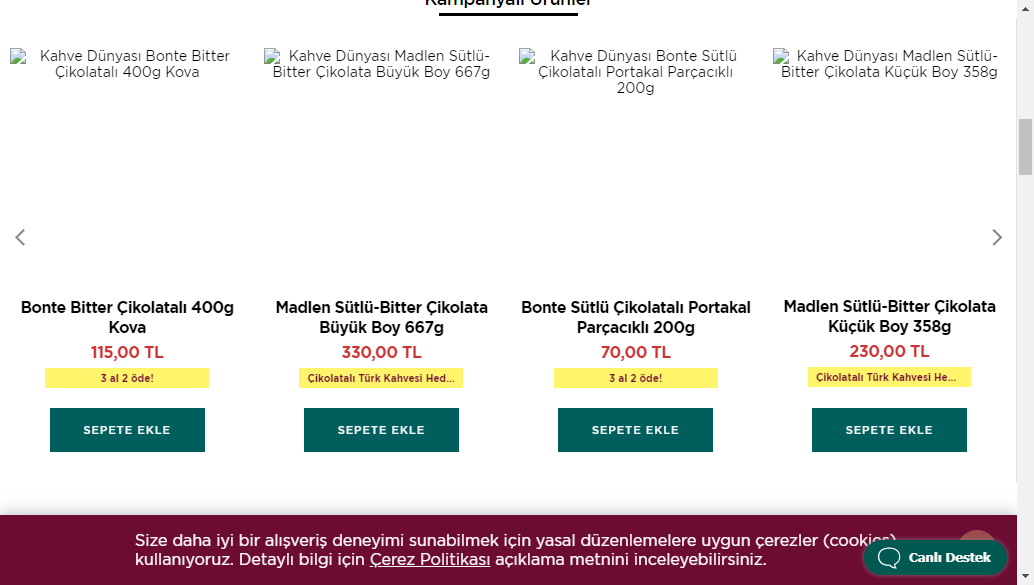 Kampanyalı Ürünler
Kahve Dünyası Bonte Bitter
Çikolatalı 400g Kova
Kahve Dünyası Madlen Sütlü-
Bitter Çikolata Büyük Boy 667g
Kahve Dünyası Bonte Sütlü
Çikolatalı Portakal Parçacıklı
200g
Kahve Dünyası Madlen Sütlü-
Bitter Çikolata Küçük Boy 358g
Bonte Bitter Çikolatalı 400g
Kova
115,00 TL
3 al 2 öde!
SEPETE EKLE
Madlen Sütlü-Bitter Çikolata
Büyük Boy 667g
330,00 TL
Çikolatalı Türk Kahvesi Hed...
SEPETE EKLE
Bonte Sütlü Çikolatalı Portakal
Parçacıklı 200g
70,00 TL
3 al 2 öde!
SEPETE EKLE
Madlen Sütlü-Bitter Çikolata
Küçük Boy 358g
230,00 TL
Çikolatalı Türk Kahvesi He...
SEPETE EKLE
Size daha iyi bir alışveriş deneyimi sunabilmek için yasal düzenlemelere uygun çerezler (cookies)
kullanıyoruz. Detaylı bilgi için Çerez Politikası açıklama metnini inceleyebilirsiniz.
Canlı Destek